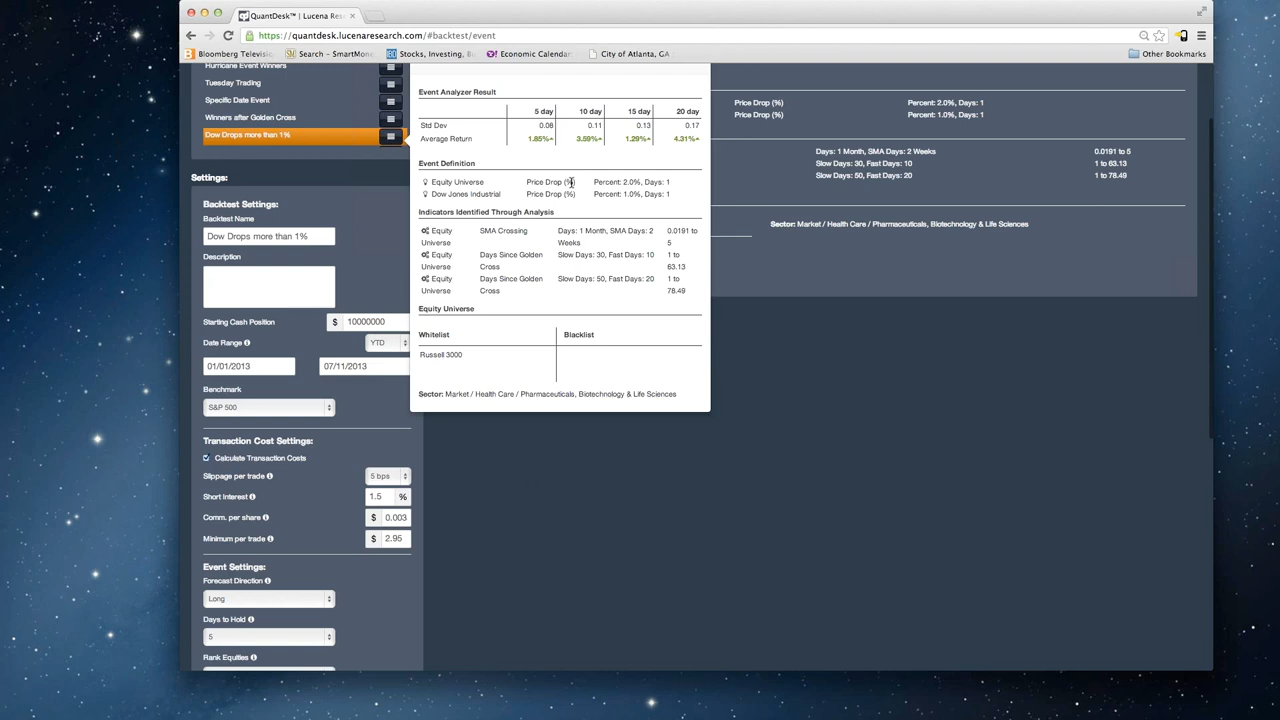 QuantDesk™ | Lucena Res
https://quantdesk.lucenaresearch.com/#backtest/event
Bloomberg Televisi
Search – SmartMon
Stocks, Investing, B
Economic Calenda
City of Atlanta, GA
Other Bookmarks
Hurricane Event Winners
Tuesday Trading
Specific Date Event
Winners after Golden Cross
Dow Drops more than 1%
Settings:
Backtest Settings:
Backtest Name
Dow Drops more than 1%
Description
Starting Cash Position $ 10000000
Date Range YTD
01/01/2013 07/11/2013
Benchmark
S&P 500
Transaction Cost Settings:
Calculate Transaction Costs
Slippage per trade 5 bps
Short Interest 1.5 %
Comm. per share $ 0.003
Minimum per trade $ 2.95
Event Settings:
Forecast Direction
Long
Days to Hold
5
Rank Equities
Event Analyzer Result
5 day 10 day 15 day 20 day
Std Dev 0.08 0.11 0.13 0.17
Average Return 1.85% 3.59% 1.29% 4.31%
Event Definition
Equity Universe Price Drop (%) Percent: 2.0%, Days: 1
Dow Jones Industrial Price Drop (%) Percent: 1.0%, Days: 1
Indicators Identified Through Analysis
Equity SMA Crossing Days: 1 Month, SMA Days: 2 0.0191 to
Universe Weeks 5
Equity Days Since Golden Slow Days: 30, Fast Days: 10 1 to
Universe Cross 63.13
Equity Days Since Golden Slow Days: 50, Fast Days: 20 1 to
Universe Cross 78.49
Equity Universe
Whitelist Blacklist
Russell 3000
Sector: Market / Health Care / Pharmaceuticals, Biotechnology & Life Sciences
Price Drop (%) Percent: 2.0%, Days: 1
Price Drop (%) Percent: 1.0%, Days: 1
Days: 1 Month, SMA Days: 2 Weeks 0.0191 to 5
Slow Days: 30, Fast Days: 10 1 to 63.13
Slow Days: 50, Fast Days: 20 1 to 78.49
Sector: Market / Health Care / Pharmaceuticals, Biotechnology & Life Sciences